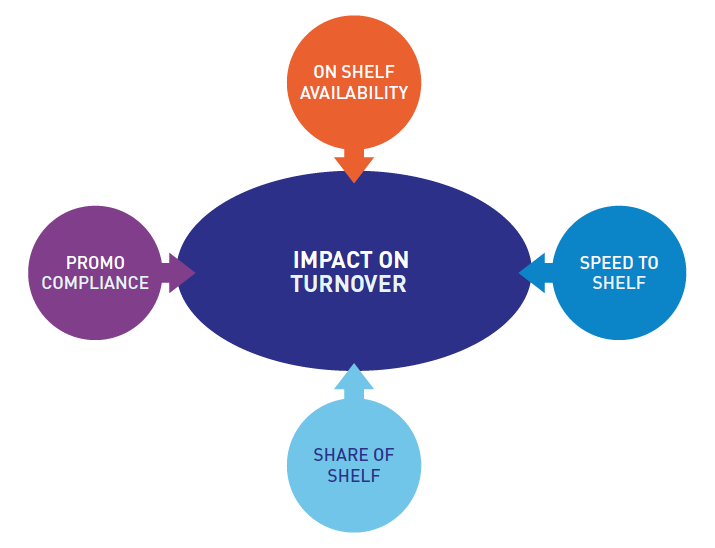 ON SHELF
AVAILABILITY
PROMO
COMPLIANCE
IMPACT ON
TURNOVER
SPEED TO
SHELF
SHARE OF
SHELF